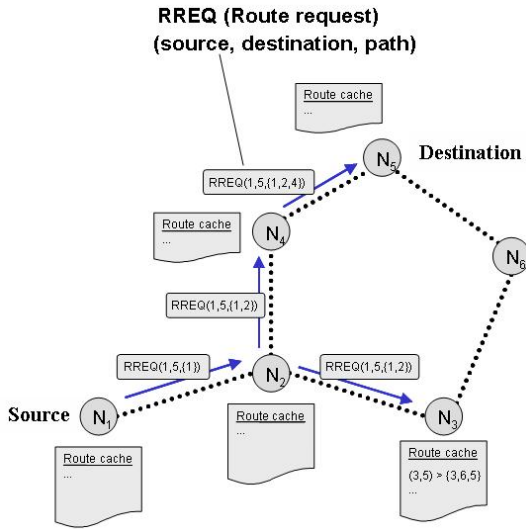 RREQ (Route request)
(source, destination, path)
Route cache
...
Destination
N5
RREQ(1,5,{1,2,4})
Route cache
...
N4
N6
RREQ(1,5,{1,2})
RREQ(1,5,{1})
RREQ(1,5,{1,2})
N2
Source
N1
N3
Route cache
...
Route cache
...
Route cache
(3,5) > {3,6,5}
...